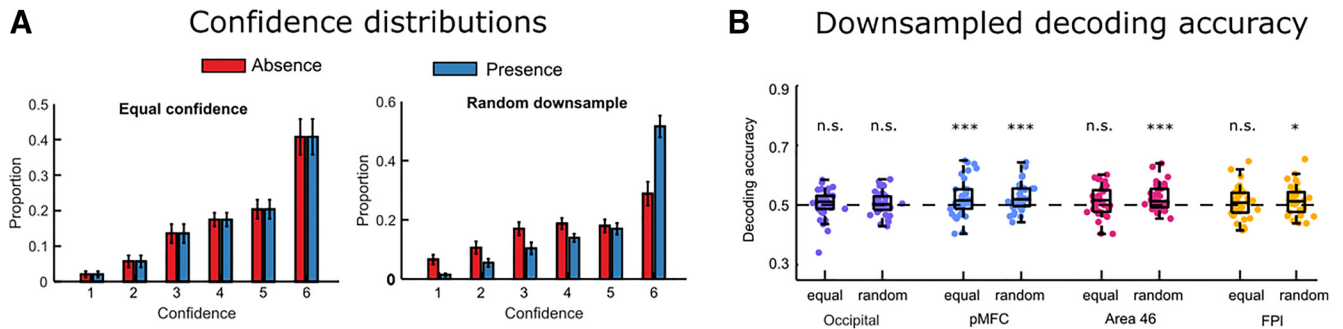 A Confidence distributions
Absence Presence
Equal confidence
Proportion
0.5
0.4
0.3
0.2
0.1
0
1 2 3 4 5 6
Confidence
Random downsample
Proportion
0.6
0.4
0.2
0
1 2 3 4 5 6
Confidence
B Downsampled decoding accuracy
Decoding accuracy
0.9
0.7
0.5
0.3
n.s. n.s. *** *** n.s. *** n.s. *
equal random equal random equal random equal random
Occipital pMFC Area 46 FPl